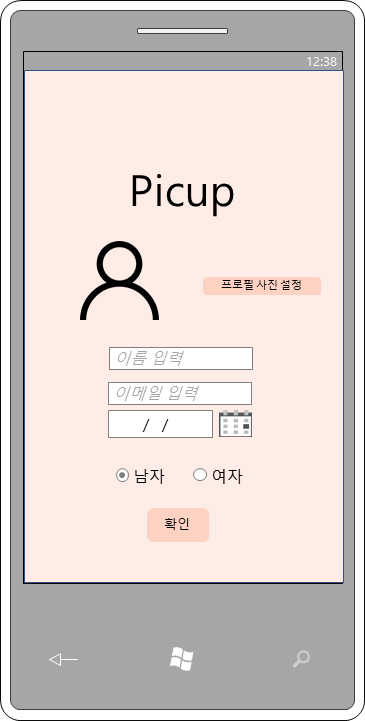 12:38
Picup
프로필 사진 설정
이름 입력
이메일 입력
/ /
남자 여자
확인